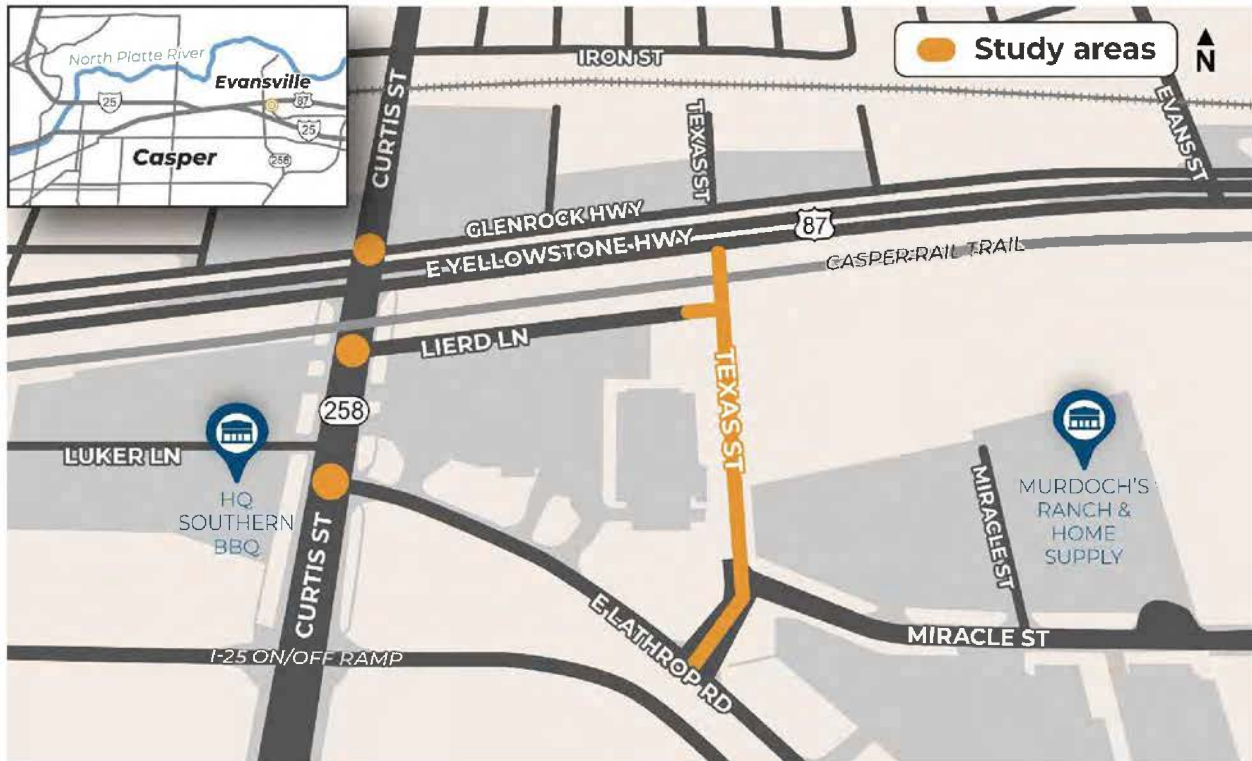 North Platte River
Evansville
25
87
25
Casper
258
Study areas
N
IRON ST
CURTIS ST
TEXAS ST
EVANS ST
GLENROCK HWY
87
E YELLOWSTONE HWY
CASPER RAIL TRAIL
LIERD LN
TEXAS ST
258
LUKER LN
HQ
SOUTHERN
BBQ
MIRACLE ST
MURDOCH'S
RANCH &
HOME
SUPPLY
CURTIS ST
E LATHROP RD
MIRACLE ST
I-25 ON/OFF RAMP